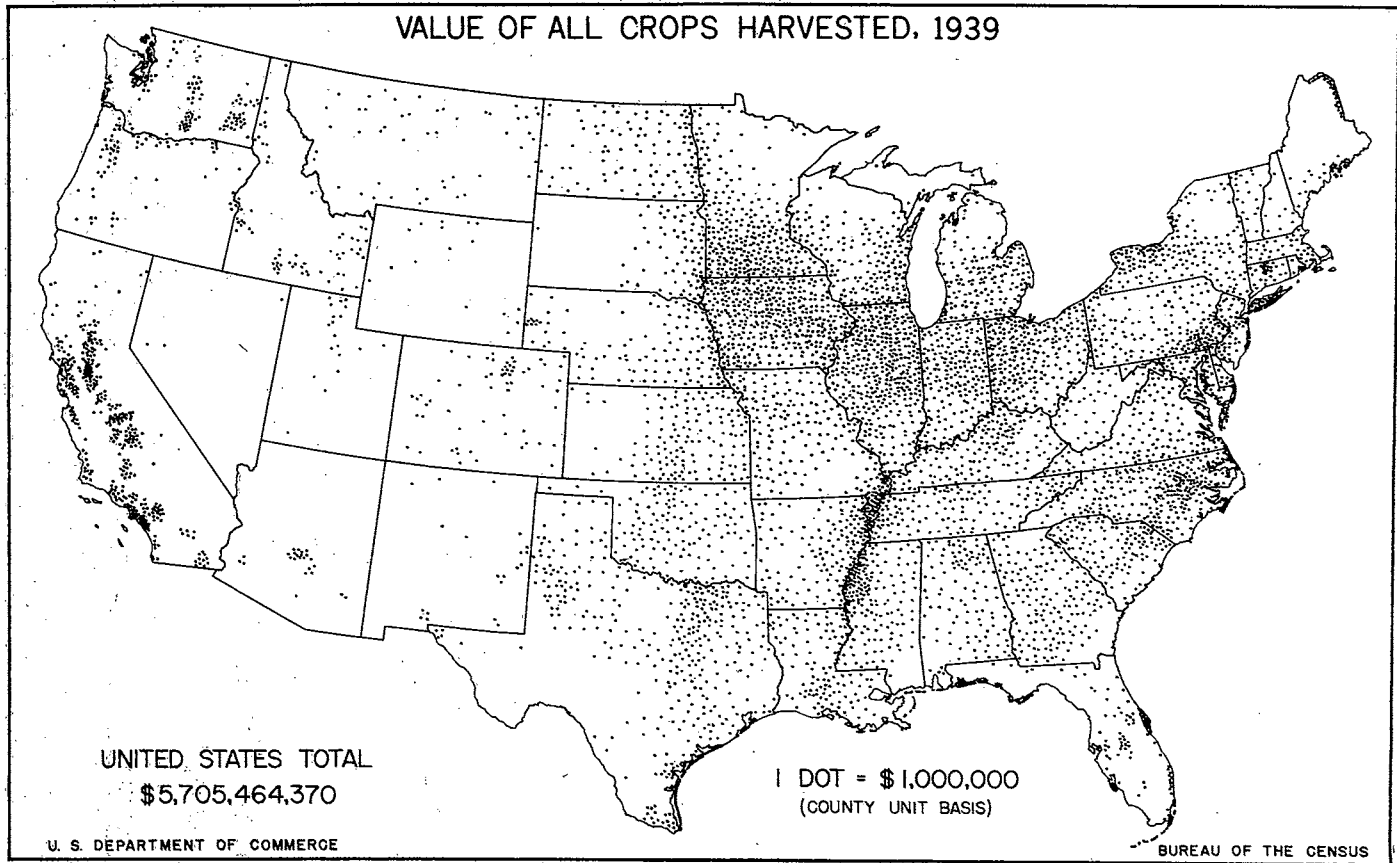 VALUE OF ALL CROPS HARVESTED, 1939
UNITED STATES TOTAL
$5,705,464,370
1 DOT = $1,000,000
(COUNTY UNIT BASIS)
U. S. DEPARTMENT OF COMMERCE
BUREAU OF THE CENSUS